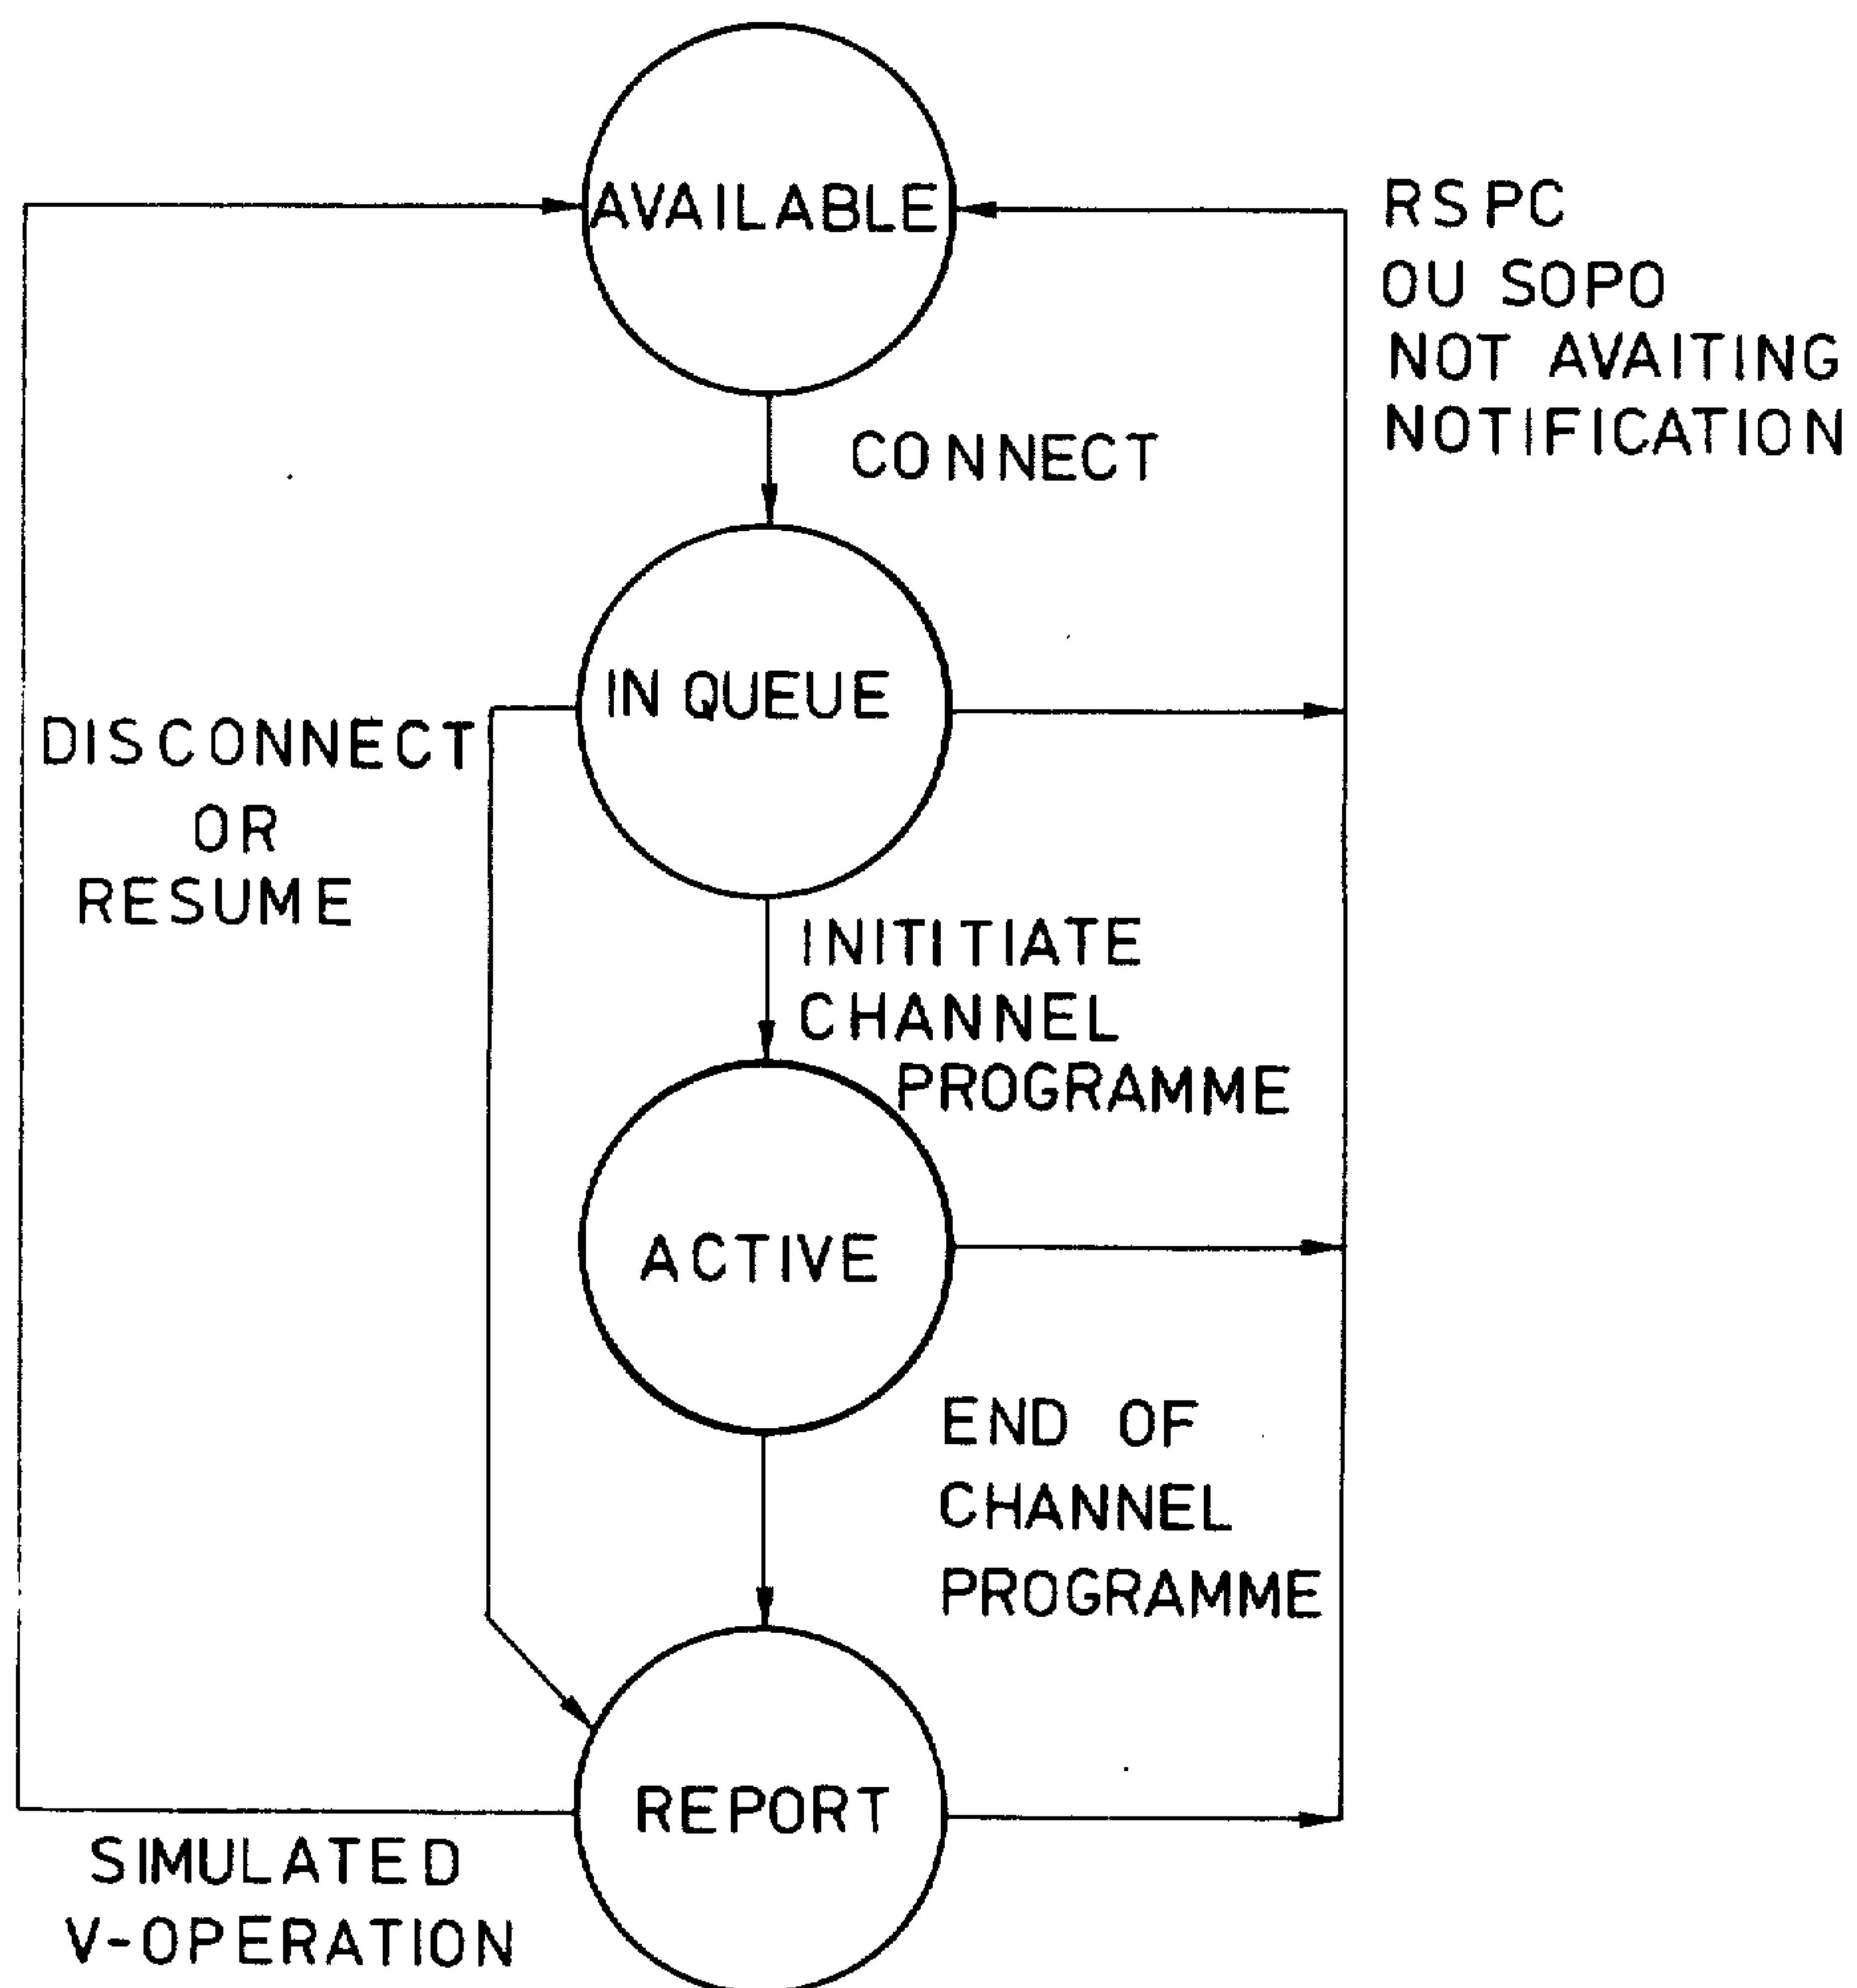 AVAILABLE
RSPC
OU SOPO
NOT AVAITING
NOTIFICATION
CONNECT
IN QUEUE
DISCONNECT
OR
RESUME
INITITIATE
CHANNEL
PROGRAMME
ACTIVE
END OF
CHANNEL
PROGRAMME
REPORT
SIMULATED
V-OPERATION